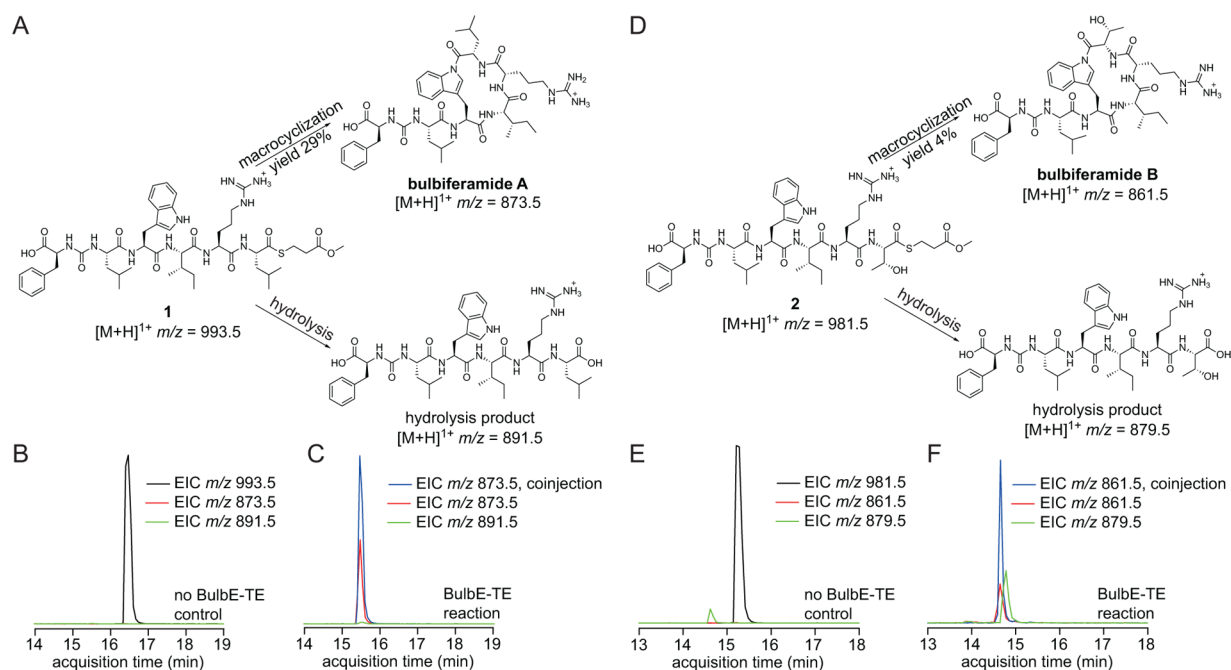 A
macrocyclization
yield 29%
bulbiferamide A
[M+H]1+ m/z = 873.5
1
[M+H]1+ m/z = 993.5
hydrolysis
hydrolysis product
[M+H]1+ m/z = 891.5
B
EIC m/z 993.5
EIC m/z 873.5
EIC m/z 891.5
no BulbE-TE
control
14 15 16 17 18 19
acquisition time (min)
C
EIC m/z 873.5, coinjection
EIC m/z 873.5
EIC m/z 891.5
BulbE-TE
reaction
14 15 16 17 18 19
acquisition time (min)
D
macrocyclization
yield 4%
bulbiferamide B
[M+H]1+ m/z = 861.5
2
[M+H]1+ m/z = 981.5
hydrolysis
hydrolysis product
[M+H]1+ m/z = 879.5
E
EIC m/z 981.5
EIC m/z 861.5
EIC m/z 879.5
no BulbE-TE
control
13 14 15 16 17 18
acquisition time (min)
F
EIC m/z 861.5, coinjection
EIC m/z 861.5
EIC m/z 879.5
BulbE-TE
reaction
13 14 15 16 17 18
acquisition time (min)